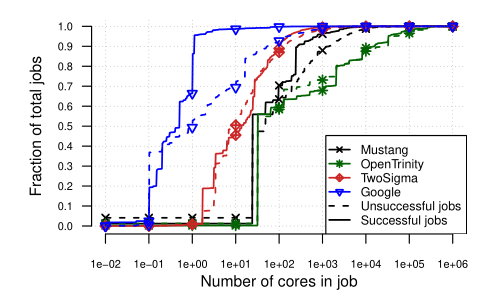 1.0
0.9
0.8
0.7
0.6
0.5
0.4
0.3
0.2
0.1
0.0
Fraction of total jobs
Mustang
OpenTrinity
TwoSigma
Google
Unsuccessful jobs
Successful jobs
1e−02 1e−01 1e+00 1e+01 1e+02 1e+03 1e+04 1e+05 1e+06
Number of cores in job